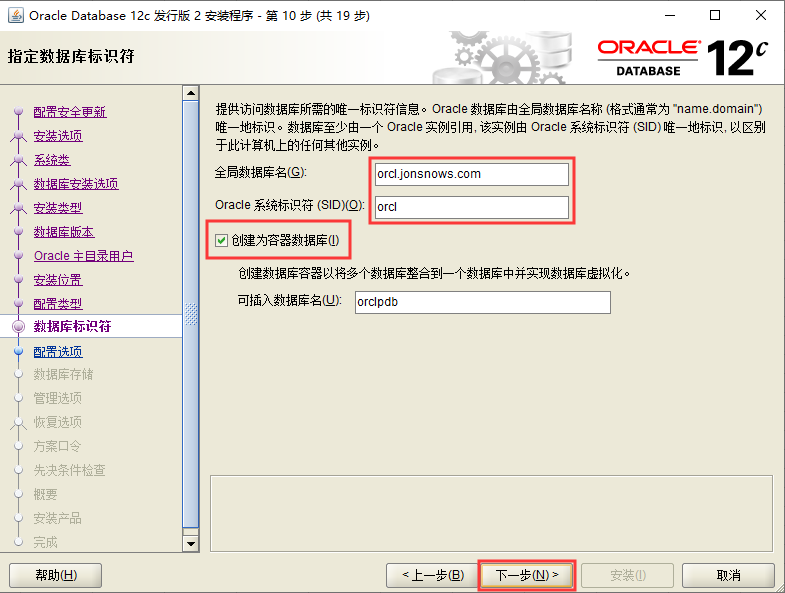 Oracle Database 12c 发行版 2 安装程序 - 第 10 步 (共 19 步)
指定数据库标识符
ORACLE®
DATABASE
12c
配置安全更新
安装选项
系统类
数据库安装选项
安装类型
数据库版本
Oracle 主目录用户
安装位置
配置类型
数据库标识符
配置选项
数据库存储
管理选项
恢复选项
方案口令
先决条件检查
概要
安装产品
完成
提供访问数据库所需的唯一标识符信息。Oracle 数据库由全局数据库名称 (格式通常为 "name.domain")
唯一地标识。数据库至少由一个 Oracle 实例引用, 该实例由 Oracle 系统标识符 (SID) 唯一地标识, 以区别
于此计算机上的任何其他实例。
全局数据库名(G): orcl.jonsnows.com
Oracle 系统标识符 (SID)(O): orcl
创建为容器数据库(I)
创建数据库容器以将多个数据库整合到一个数据库中并实现数据库虚拟化。
可插入数据库名(U): orclpdb
帮助(H) < 上一步(B) 下一步(N) > 安装(I) 取消